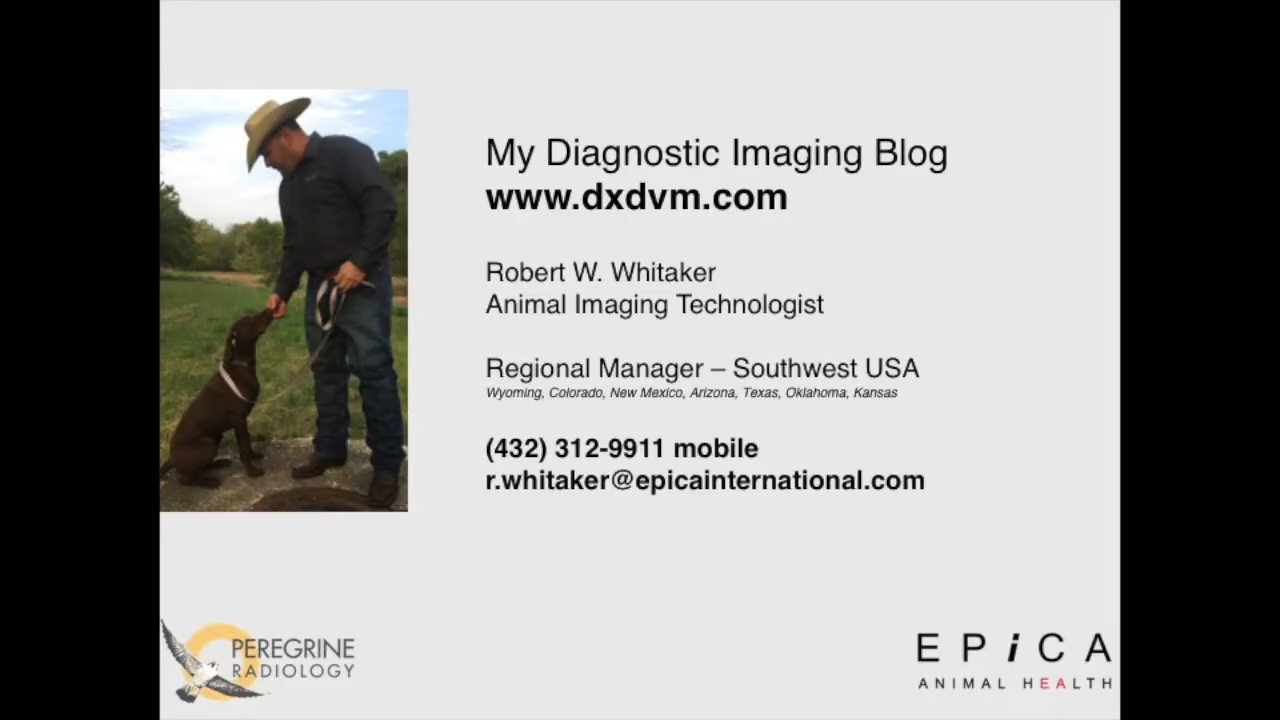 My Diagnostic Imaging Blog
www.dxdvm.com
Robert W. Whitaker
Animal Imaging Technologist
Regional Manager – Southwest USA
Wyoming, Colorado, New Mexico, Arizona, Texas, Oklahoma, Kansas
(432) 312-9911 mobile
r.whitaker@epicainternational.com
PEREGRINE
RADIOLOGY
EPiCA
ANIMAL HEALTH